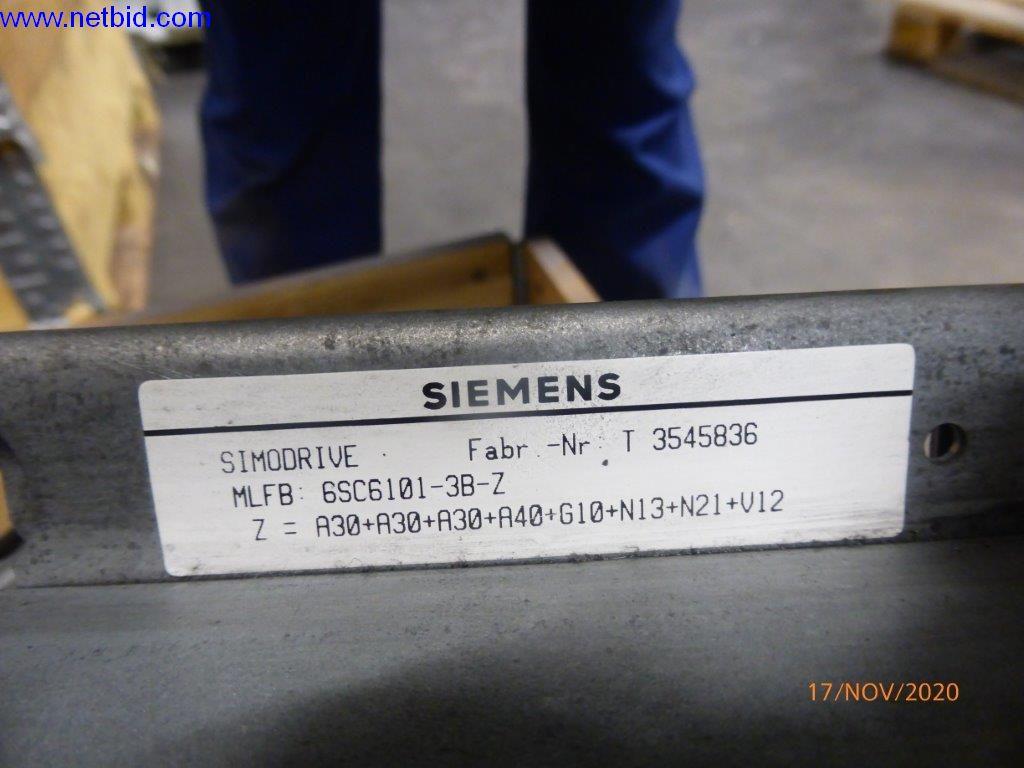 www.netbid.com
SIEMENS
SIMODRIVE Fabr.-Nr: T 3545836
MLFB: 6SC6101-3B-Z
Z = A30+A30+A30+A40+G10+N13+N21+V12
17/NOV/2020